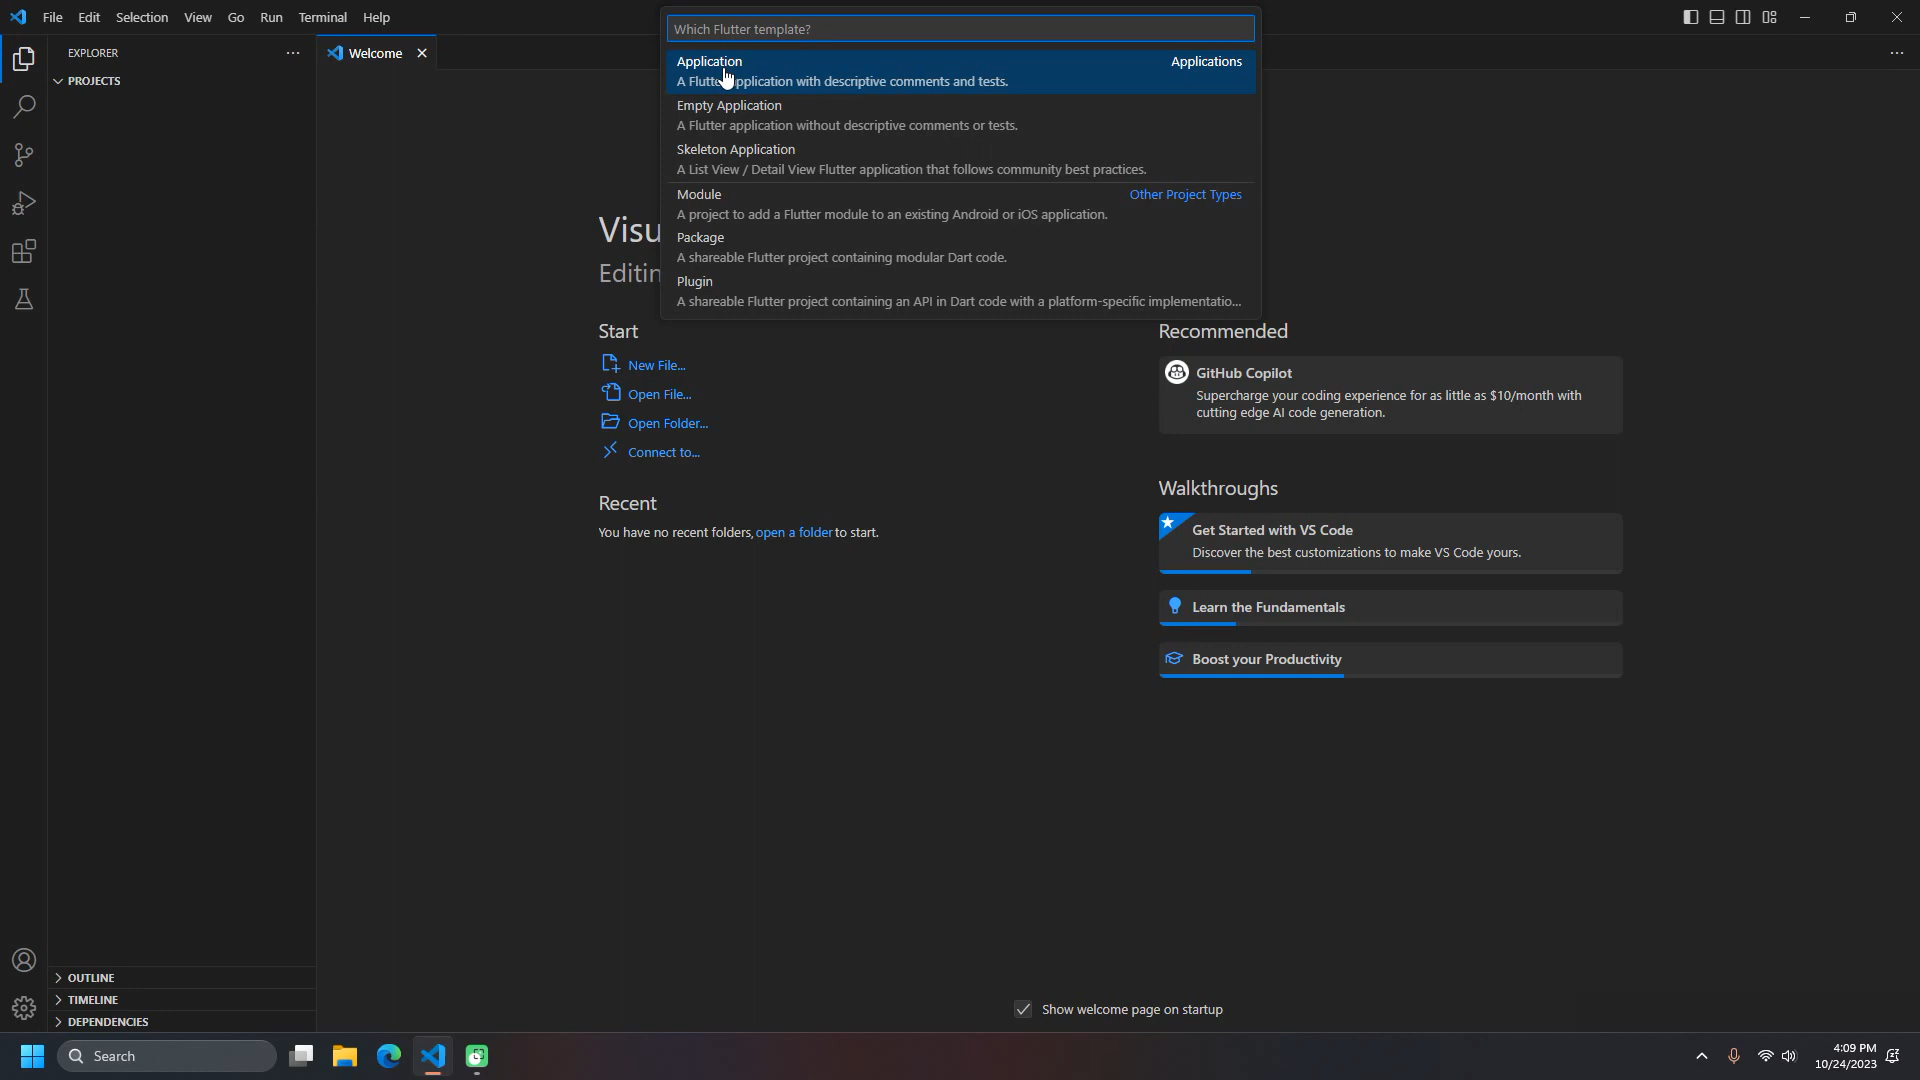 File Edit Selection View Go Run Terminal Help
Which Flutter template?
EXPLORER
Welcome
PROJECTS
Application
Applications
A Flutter application with descriptive comments and tests.
Empty Application
A Flutter application without descriptive comments or tests.
Skeleton Application
A List View / Detail View Flutter application that follows community best practices.
Module
Other Project Types
A project to add a Flutter module to an existing Android or iOS application.
Package
A shareable Flutter project containing modular Dart code.
Plugin
A shareable Flutter project containing an API in Dart code with a platform-specific implementatio...
Visu
Editin
Start
New File...
Open File...
Open Folder...
Connect to...
Recent
You have no recent folders, open a folder to start.
Recommended
GitHub Copilot
Supercharge your coding experience for as little as $10/month with
cutting edge AI code generation.
Walkthroughs
Get Started with VS Code
Discover the best customizations to make VS Code yours.
Learn the Fundamentals
Boost your Productivity
OUTLINE
TIMELINE
DEPENDENCIES
Show welcome page on startup
Search
4:09 PM
10/24/2023